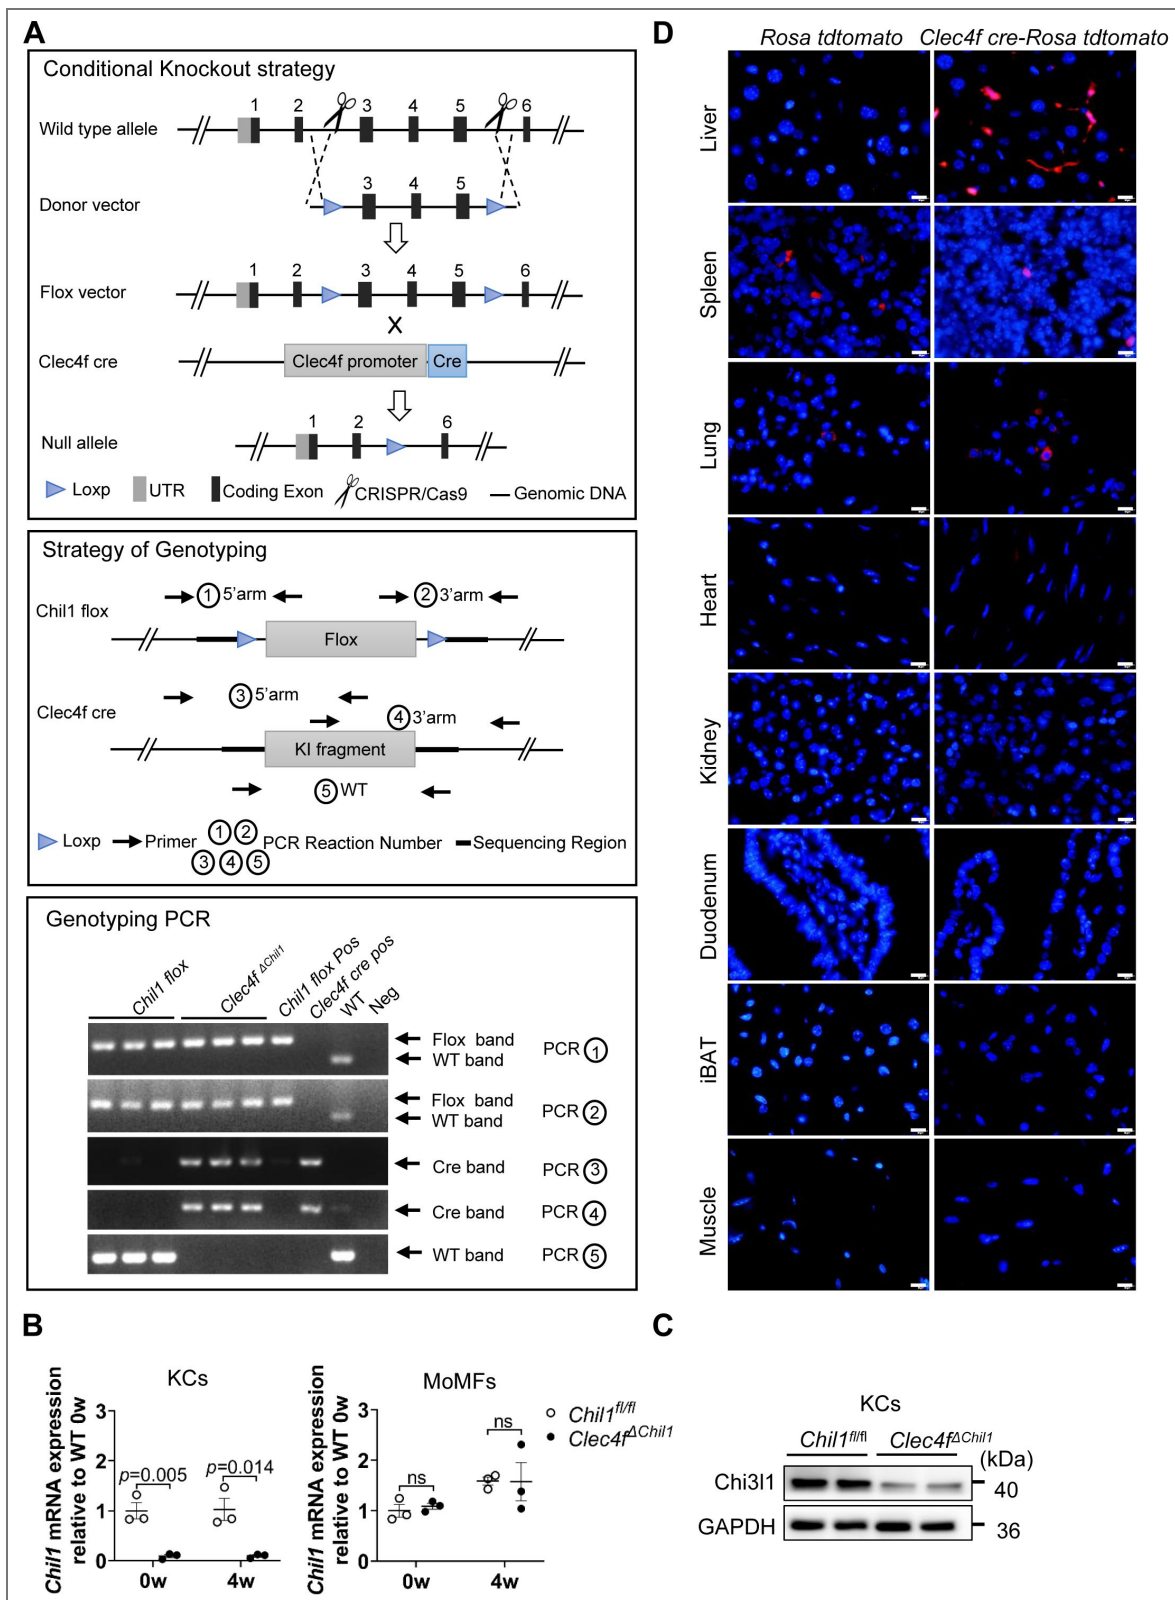 A
Conditional Knockout strategy
1 2 3 4 5 6
Wild type allele
3 4 5
Donor vector
1 2 3 4 5 6
Flox vector
X
Clec4f cre
Clec4f promoter Cre
1 2 6
Null allele
Loxp UTR Coding Exon CRISPR/Cas9 Genomic DNA
Strategy of Genotyping
Chil1 flox
1 5'arm 2 3'arm
Flox
Clec4f cre
3 5'arm
4 3'arm
KI fragment
5 WT
Loxp Primer 1 2 3 4 5 PCR Reaction Number Sequencing Region
Genotyping PCR
Chil1 flox Clec4f ΔChil1 Chil1 flox Pos Clec4f cre pos WT Neg
Flox band
WT band
PCR 1
Flox band
WT band
PCR 2
Cre band PCR 3
Cre band PCR 4
WT band PCR 5
B
KCs
Chil1 mRNA expression
relative to WT 0w
3
2
1
0
p=0.005
p=0.014
0w 4w
MoMFs
Chil1 mRNA expression
relative to WT 0w
3
2
1
0
ns
ns
0w 4w
Chil1fl/fl
Clec4fΔChil1
C
KCs
Chil1fl/fl Clec4fΔChil1
(kDa)
Chi3l1 40
GAPDH 36
D
Rosa tdtomato Clec4f cre-Rosa tdtomato
Liver
Spleen
Lung
Heart
Kidney
Duodenum
iBAT
Muscle